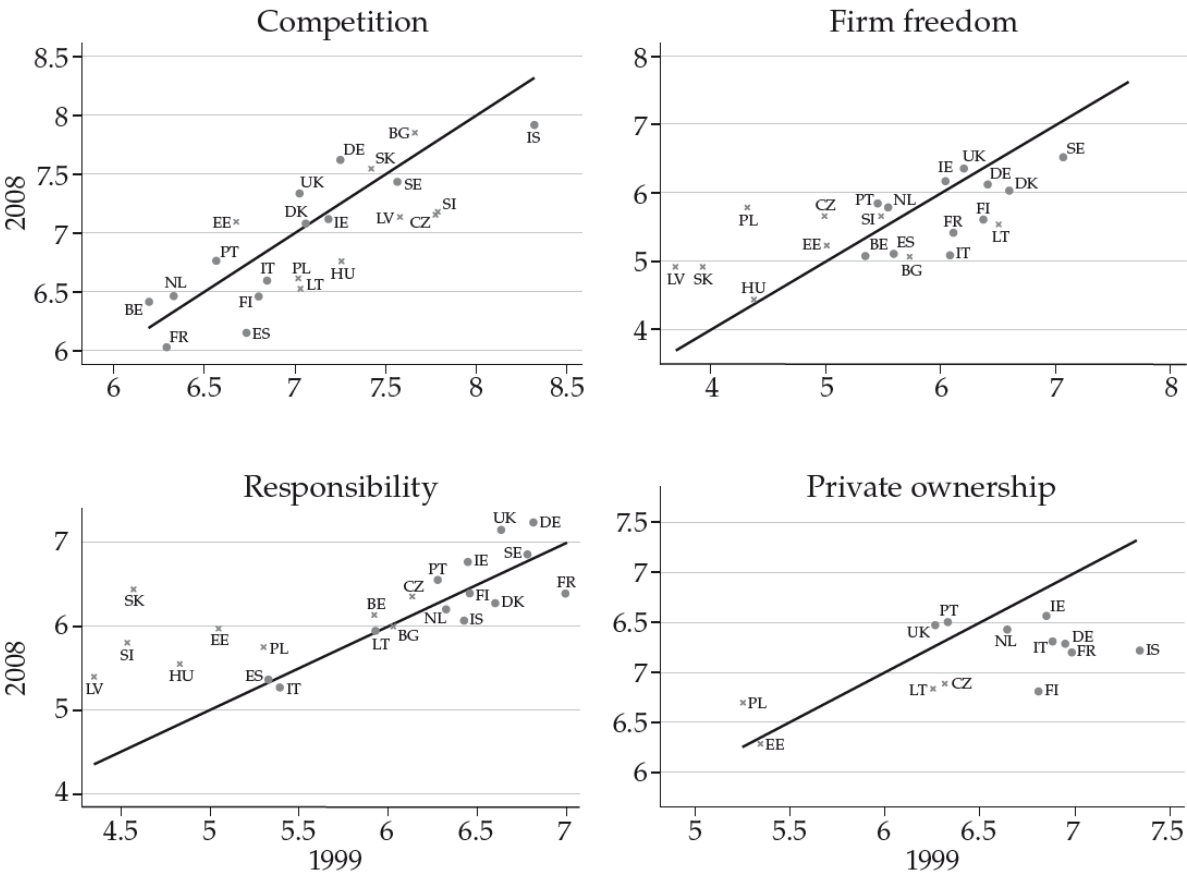 Competition
2008
8.5
8
7.5
7
6.5
6
BG
IS
DE
SK
UK
SE
SI
DK
IE
LV
CZ
EE
PT
IT
PL
HU
NL
LT
BE
FI
FR
ES
6 6.5 7 7.5 8 8.5
Firm freedom
8
7
6
5
4
SE
UK
IE
DE
DK
PT
NL
CZ
PL
SI
FI
FR
LT
EE
BE
ES
BG
IT
LV
SK
HU
4 5 6 7 8
Responsibility
2008
7
6
5
4
UK
DE
SE
IE
PT
FR
CZ
FI
SK
BE
NL
DK
IS
EE
BG
LT
SI
PL
HU
ES
LV
IT
4.5 5 5.5 6 6.5 7
1999
Private ownership
7.5
7
6.5
7
6.5
6
IE
PT
UK
NL
DE
IT
FR
IS
LT
CZ
FI
PL
EE
5 5.5 6 6.5 7 7.5
1999